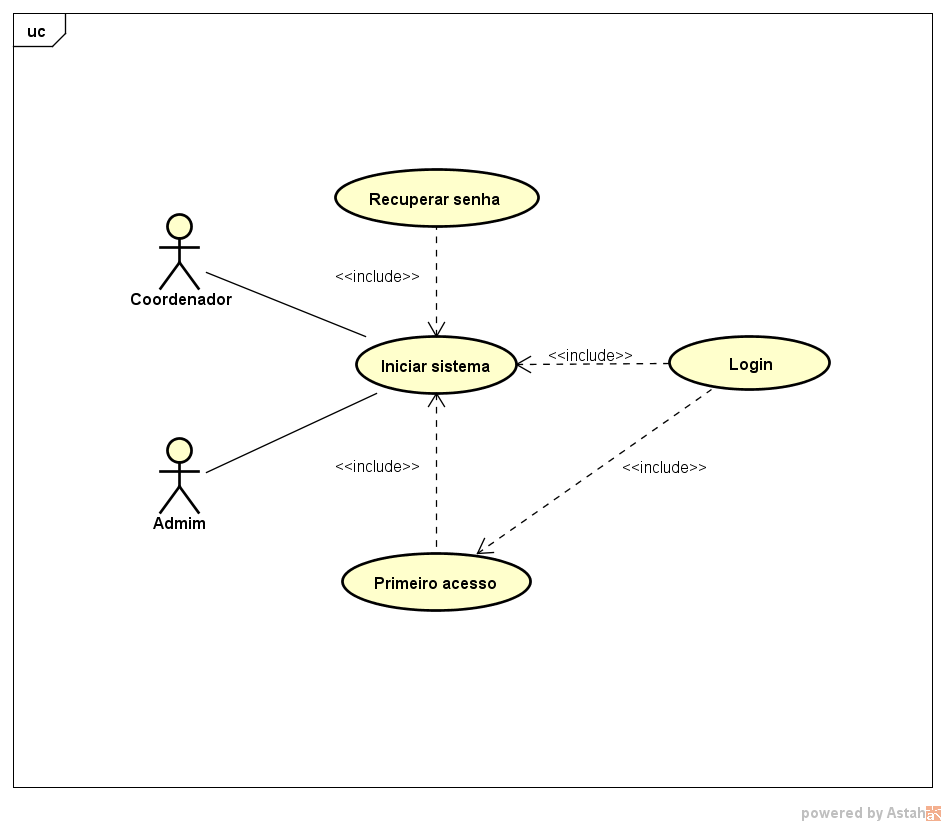 uc
Recuperar senha
Coordenador
<<include>>
Iniciar sistema
<<include>>
Login
<<include>>
<<include>>
Admim
Primeiro acesso
powered by Astah